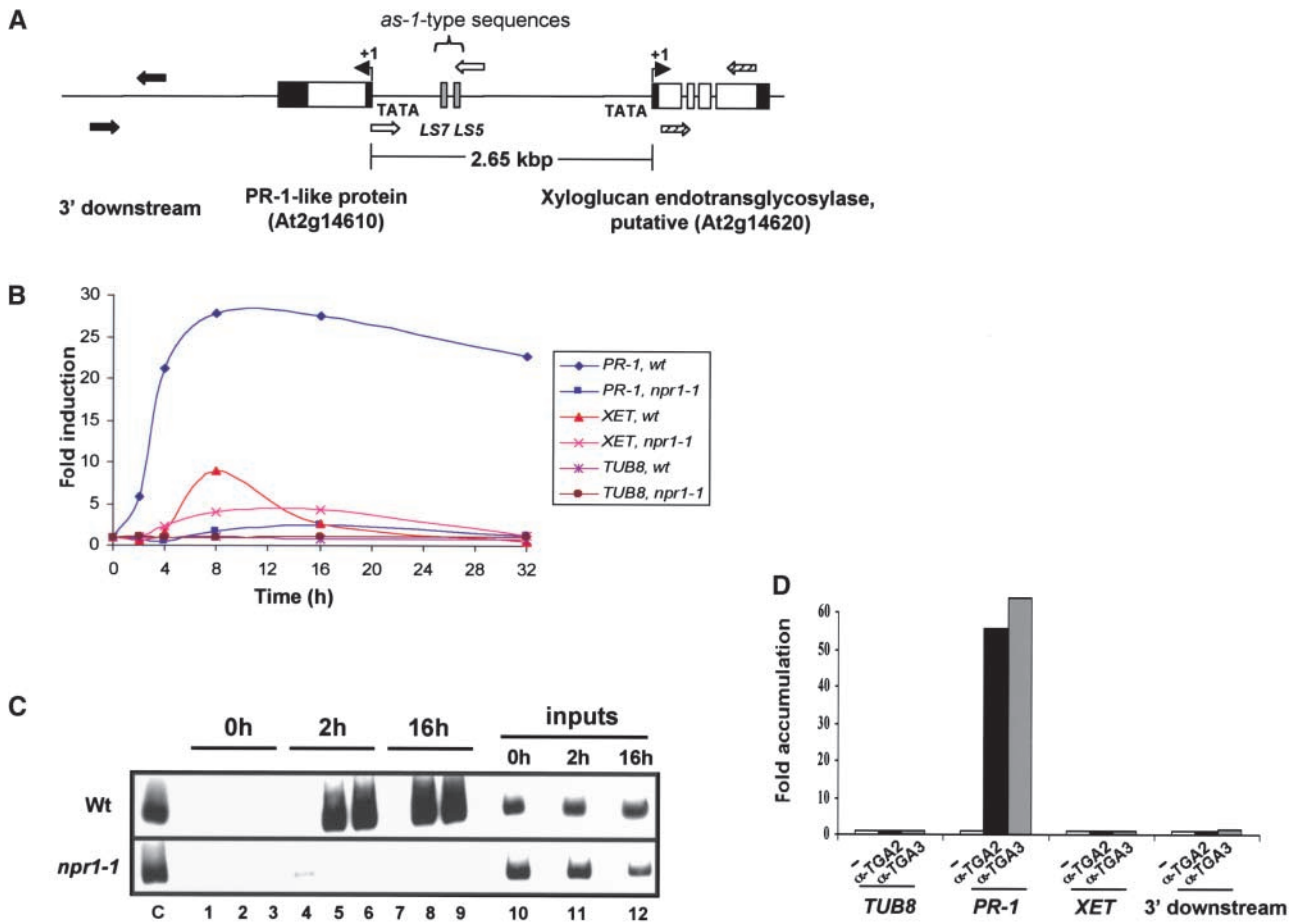 A
as-1-type sequences
+1
+1
TATA
TATA
LS7 LS5
2.65 kbp
3' downstream
PR-1-like protein
(At2g14610)
Xyloglucan endotransglycosylase,
putative (At2g14620)
B
Fold induction
30
25
20
15
10
5
0
0 4 8 12 16 20 24 28 32
Time (h)
PR-1, wt
PR-1, npr1-1
XET, wt
XET, npr1-1
TUB8, wt
TUB8, npr1-1
C
0h 2h 16h inputs
0h 2h 16h
Wt
npr1-1
C 1 2 3 4 5 6 7 8 9 10 11 12
D
Fold accumulation
60
50
40
30
20
10
0
- α-TGA2 α-TGA3 - α-TGA2 α-TGA3 - α-TGA2 α-TGA3 - α-TGA2 α-TGA3
TUB8 PR-1 XET 3' downstream